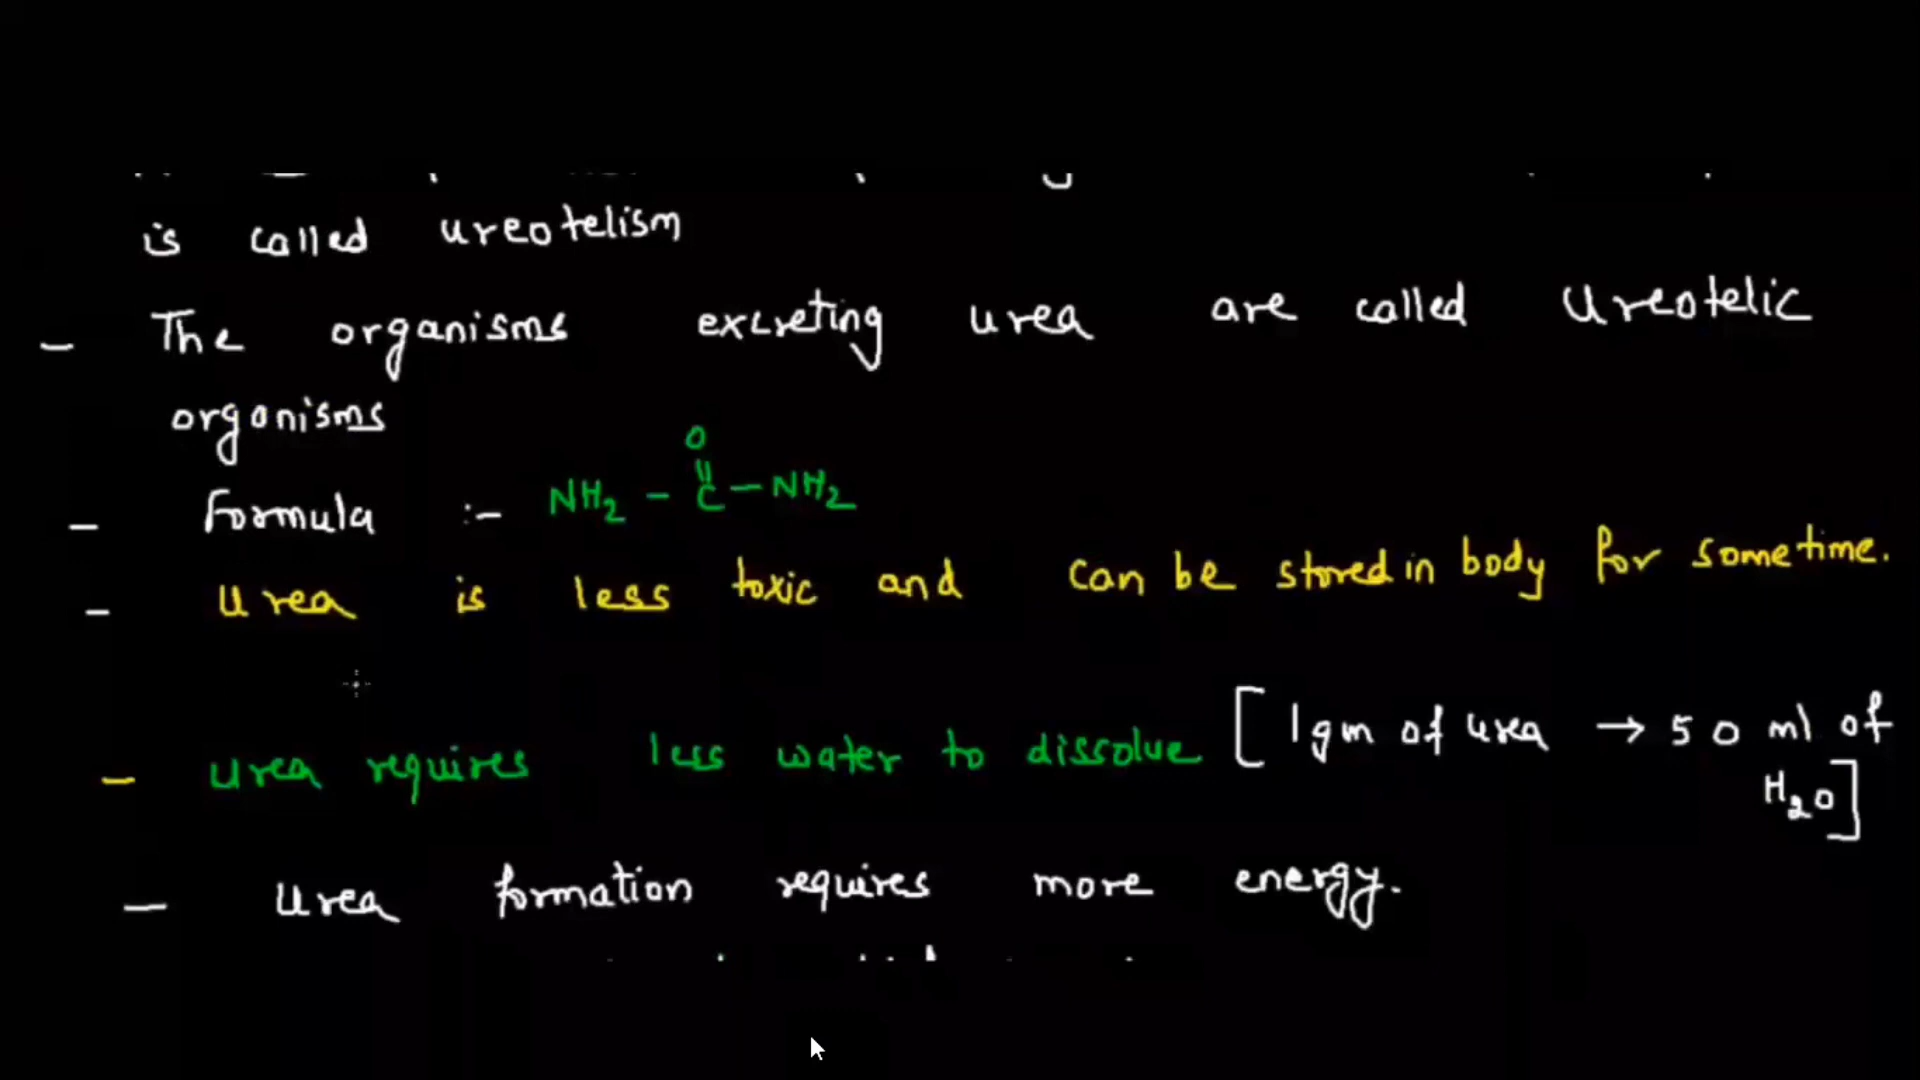 is called ureotelism
- The organisms excreting urea are called Ureotelic
organisms
- Formula :- NH2 - C - NH2
O
- Urea is less toxic and can be stored in body for sometime.
- urea requires less water to dissolve [1gm of urea → 50 ml of
H2O]
- Urea formation requires more energy.